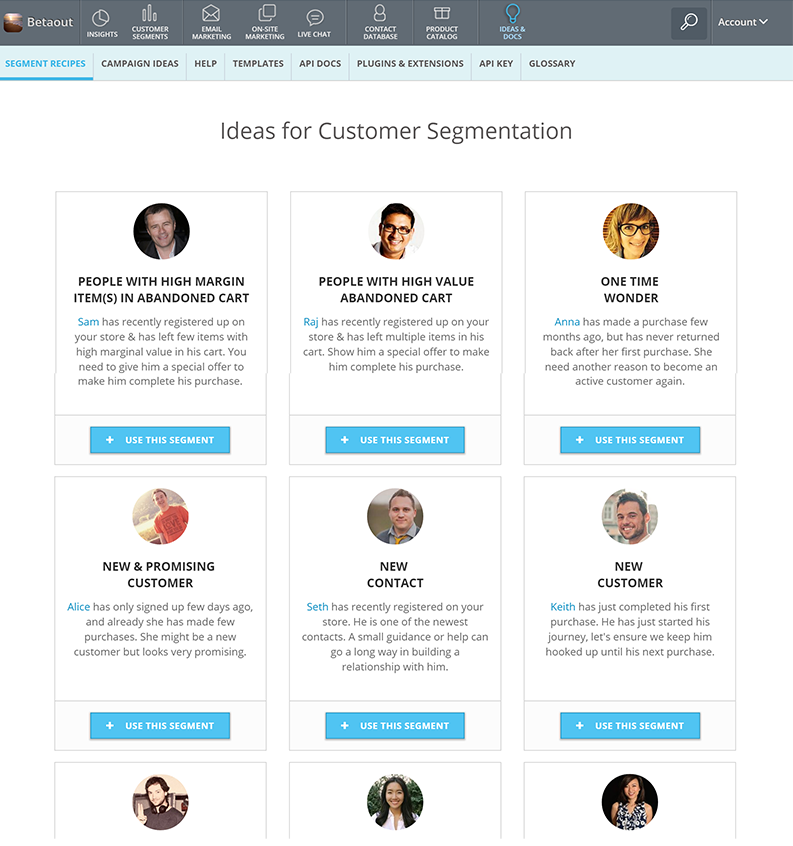 Betaout
INSIGHTS
CUSTOMER
SEGMENTS
EMAIL
MARKETING
ON-SITE
MARKETING
LIVE CHAT
CONTACT
DATABASE
PRODUCT
CATALOG
IDEAS &
DOCS
Account
SEGMENT RECIPES
CAMPAIGN IDEAS
HELP
TEMPLATES
API DOCS
PLUGINS & EXTENSIONS
API KEY
GLOSSARY
Ideas for Customer Segmentation
PEOPLE WITH HIGH MARGIN
ITEM(S) IN ABANDONED CART
Sam has recently registered up on
your store & has left few items with
high marginal value in his cart. You
need to give him a special offer to
make him complete his purchase.
+ USE THIS SEGMENT
PEOPLE WITH HIGH VALUE
ABANDONED CART
Raj has recently registered up on your
store & has left multiple items in his
cart. Show him a special offer to make
him complete his purchase.
+ USE THIS SEGMENT
ONE TIME
WONDER
Anna has made a purchase few
months ago, but has never returned
back after her first purchase. She
need another reason to become an
active customer again.
+ USE THIS SEGMENT
NEW & PROMISING
CUSTOMER
Alice has only signed up few days ago,
and already she has made few
purchases. She might be a new
customer but looks very promising.
+ USE THIS SEGMENT
NEW
CONTACT
Seth has recently registered on your
store. He is one of the newest
contacts. A small guidance or help can
go a long way in building a
relationship with him.
+ USE THIS SEGMENT
NEW
CUSTOMER
Keith has just completed his first
purchase. He has just started his
journey, let's ensure we keep him
hooked up until his next purchase.
+ USE THIS SEGMENT